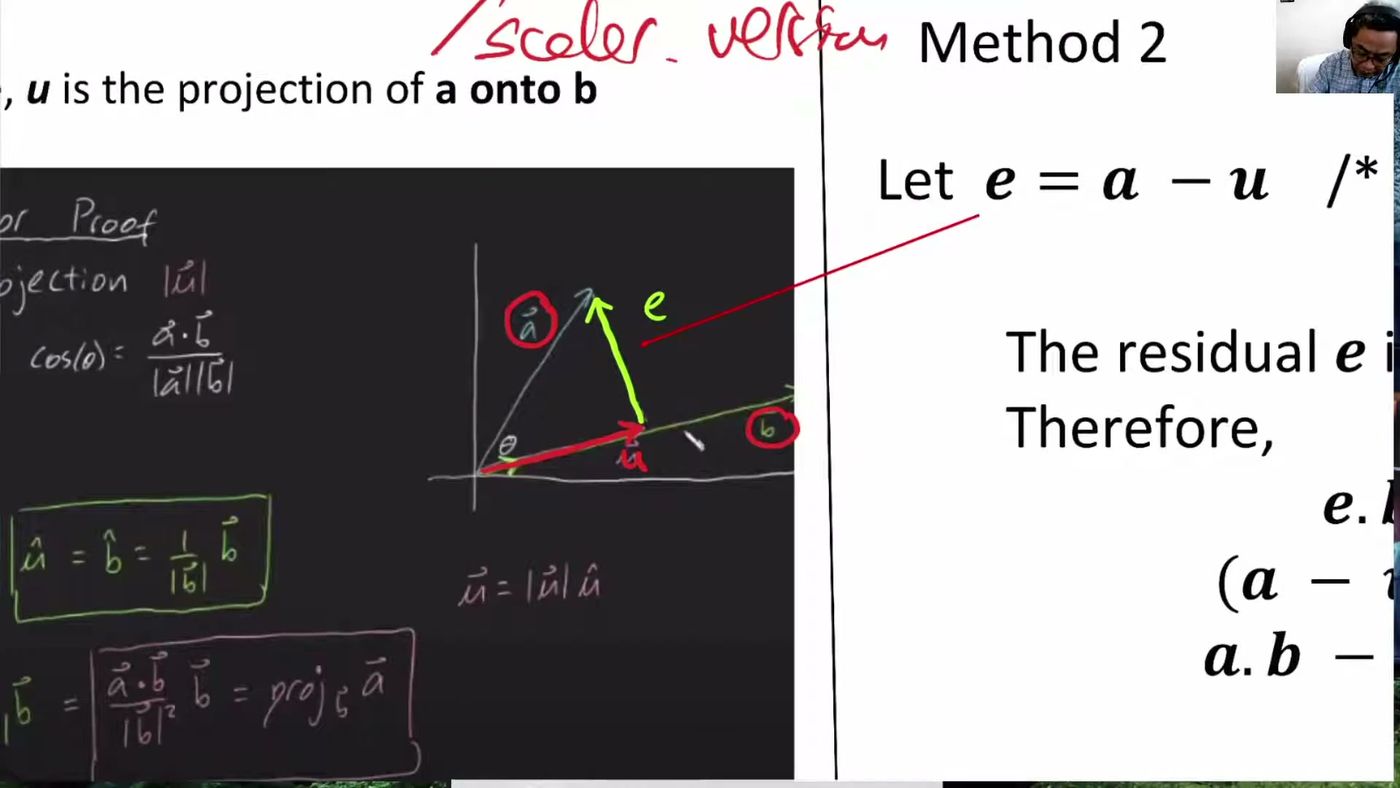 /scaler version
, u is the projection of a onto b
or Proof
ojection |u⃗|
cos(θ) = a⃗·b⃗ / |a⃗||b⃗|
a⃗
e
θ
u⃗
b
û = b̂ = 1/|b⃗| b⃗
u⃗ = |u⃗| û
b⃗ = a⃗·b⃗ / |b⃗|² b⃗ = proj_b⃗ a⃗
Method 2
Let e = a − u /*
The residual e i
Therefore,
e.
(a −
a.b −